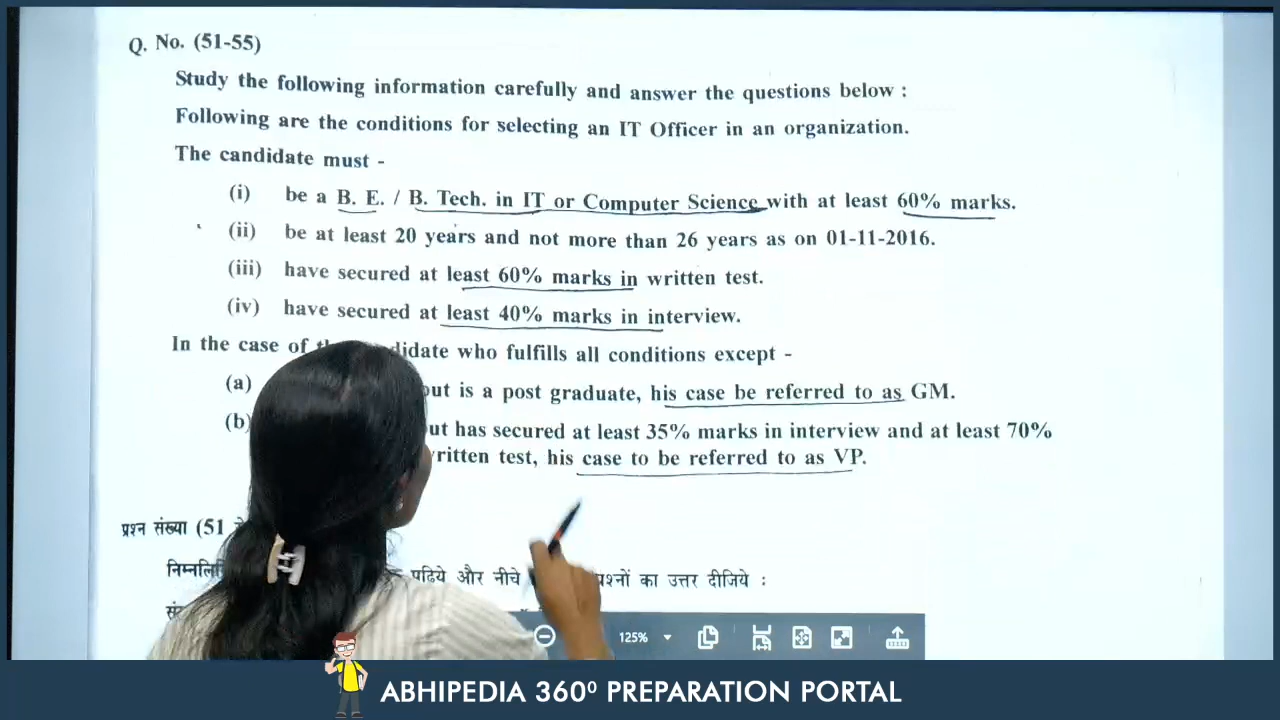 Q. No. (51-55)
Study the following information carefully and answer the questions below :
Following are the conditions for selecting an IT Officer in an organization.
The candidate must -
(i) be a B. E. / B. Tech. in IT or Computer Science with at least 60% marks.
(ii) be at least 20 years and not more than 26 years as on 01-11-2016.
(iii) have secured at least 60% marks in written test.
(iv) have secured at least 40% marks in interview.
In the case of didate who fulfills all conditions except -
(a) but is a post graduate, his case be referred to as GM.
(b) ut has secured at least 35% marks in interview and at least 70%
written test, his case to be referred to as VP.
प्रश्न संख्या (51
पढ़िये और नीचे प्रश्नों का उत्तर दीजिये :
125%
ABHIPEDIA 360⁰ PREPARATION PORTAL